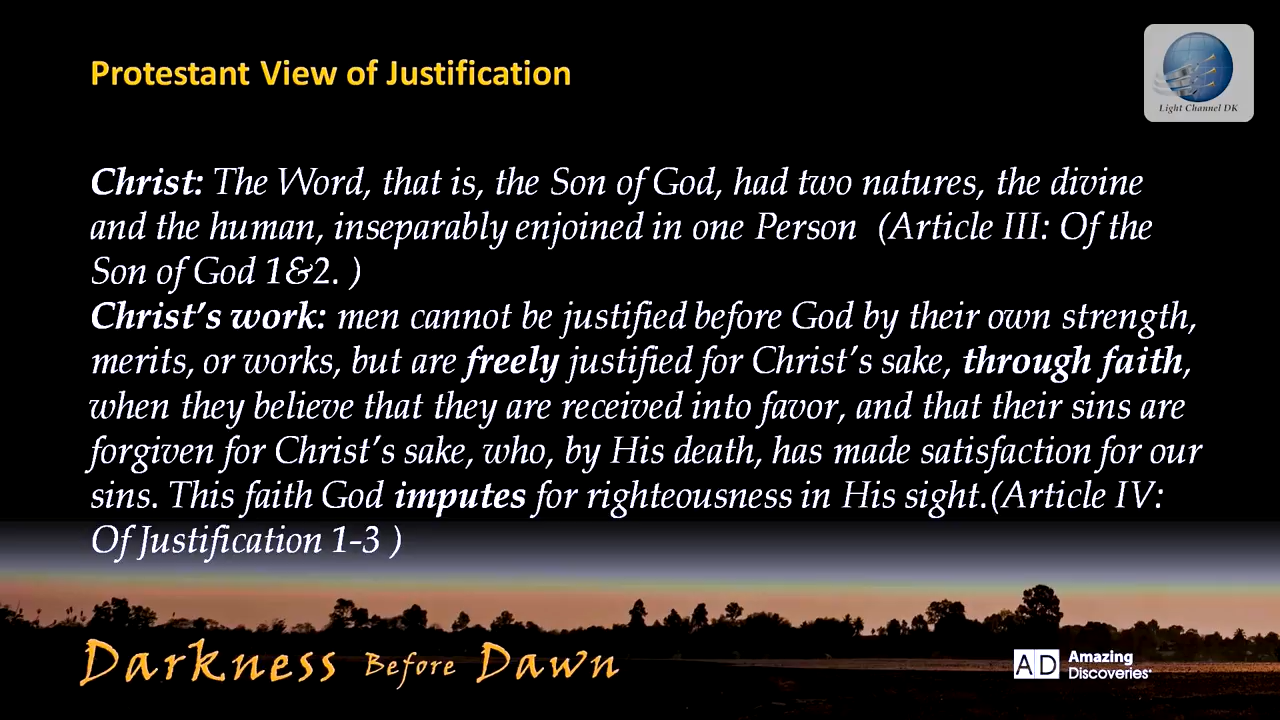 Protestant View of Justification
Light Channel DK
Christ: The Word, that is, the Son of God, had two natures, the divine
and the human, inseparably enjoined in one Person (Article III: Of the
Son of God 1&2. )
Christ's work: men cannot be justified before God by their own strength,
merits, or works, but are freely justified for Christ's sake, through faith,
when they believe that they are received into favor, and that their sins are
forgiven for Christ's sake, who, by His death, has made satisfaction for our
sins. This faith God imputes for righteousness in His sight.(Article IV:
Of Justification 1-3 )
Darkness Before Dawn
AD Amazing
Discoveries